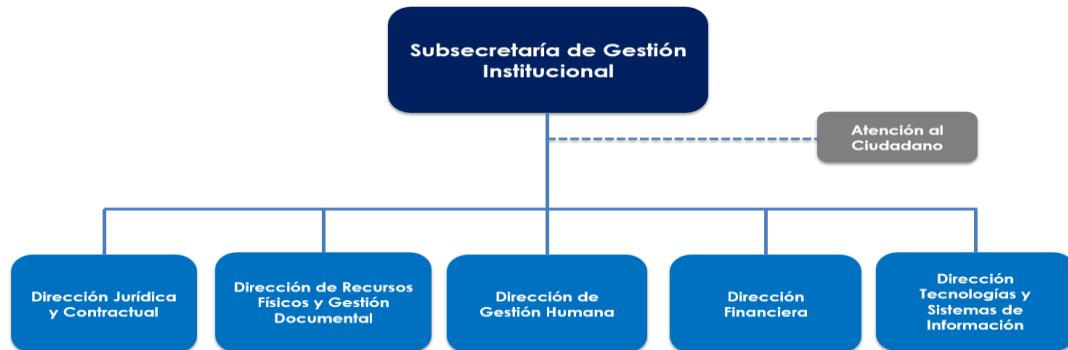 Subsecretaría de Gestión
Institucional
Atención al
Ciudadano
Dirección Jurídica
y Contractual
Dirección de Recursos
Físicos y Gestión
Documental
Dirección de
Gestión Humana
Dirección
Financiera
Dirección
Tecnologías y
Sistemas de
Información